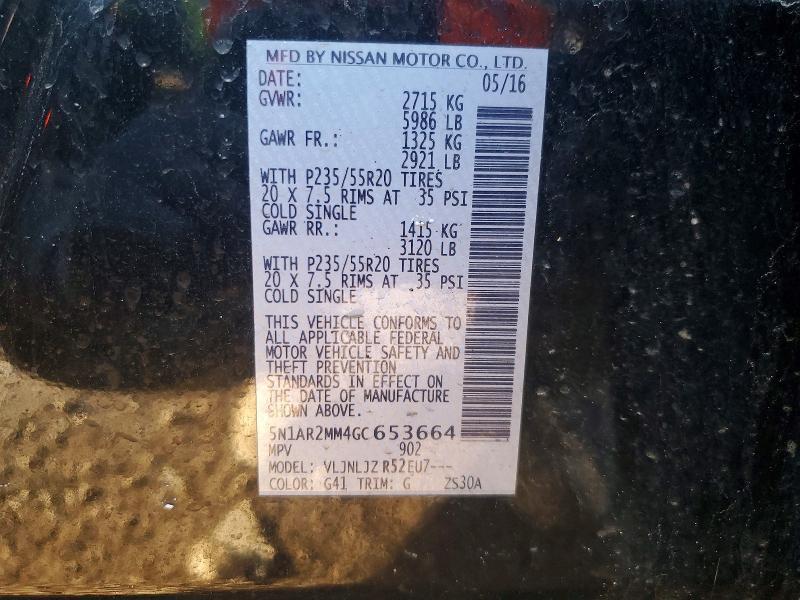 MFD BY NISSAN MOTOR CO., LTD.
DATE: 05/16
GVWR: 2715 KG
5986 LB
GAWR FR.: 1325 KG
2921 LB
WITH P235/55R20 TIRES
20 X 7.5 RIMS AT 35 PSI
COLD SINGLE
GAWR RR.: 1415 KG
3120 LB
WITH P235/55R20 TIRES
20 X 7.5 RIMS AT 35 PSI
COLD SINGLE
THIS VEHICLE CONFORMS TO
ALL APPLICABLE FEDERAL
MOTOR VEHICLE SAFETY AND
THEFT PREVENTION
STANDARDS IN EFFECT ON
THE DATE OF MANUFACTURE
SHOWN ABOVE.
5N1AR2MM4GC653664
MPV 902
MODEL: VLJNLJZ R52EU7---
COLOR: G41 TRIM: G ZS30A